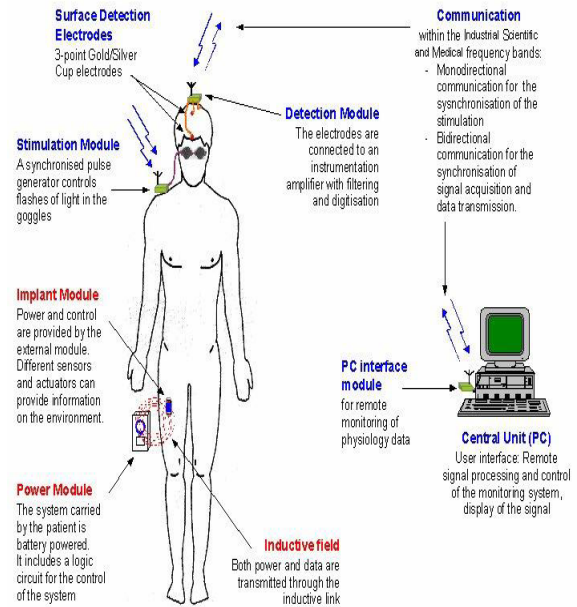 Surface Detection
Electrodes
3-point Gold/Silver
Cup electrodes
Communication
within the Industrial Scientific
and Medical frequency bands:
- Monodirectional
communication for the
synchronisation of the
stimulation
- Bidirectional
communication for the
synchronisation of
signal acquisition and
data transmission.
Detection Module
The electrodes are
connected to an
instrumentation
amplifier with filtering
and digitisation
Stimulation Module
A synchronised pulse
generator controls
flashes of light in the
goggles
Implant Module
Power and control
are provided by the
external module.
Different sensors
and actuators can
provide information
on the environment.
PC interface
module
for remote
monitoring of
physiology data
Central Unit (PC)
User interface: Remote
signal processing and control
of the monitoring system,
display of the signal
Power Module
The system carried
by the patient is
battery powered.
It includes a logic
circuit for the control
of the system
Inductive field
Both power and data are
transmitted through the
inductive link